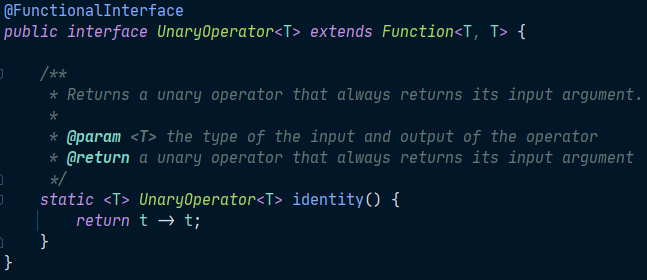 @FunctionalInterface
public interface UnaryOperator<T> extends Function<T, T> {
/**
* Returns a unary operator that always returns its input argument.
*
* @param <T> the type of the input and output of the operator
* @return a unary operator that always returns its input argument
*/
static <T> UnaryOperator<T> identity() {
return t -> t;
}
}